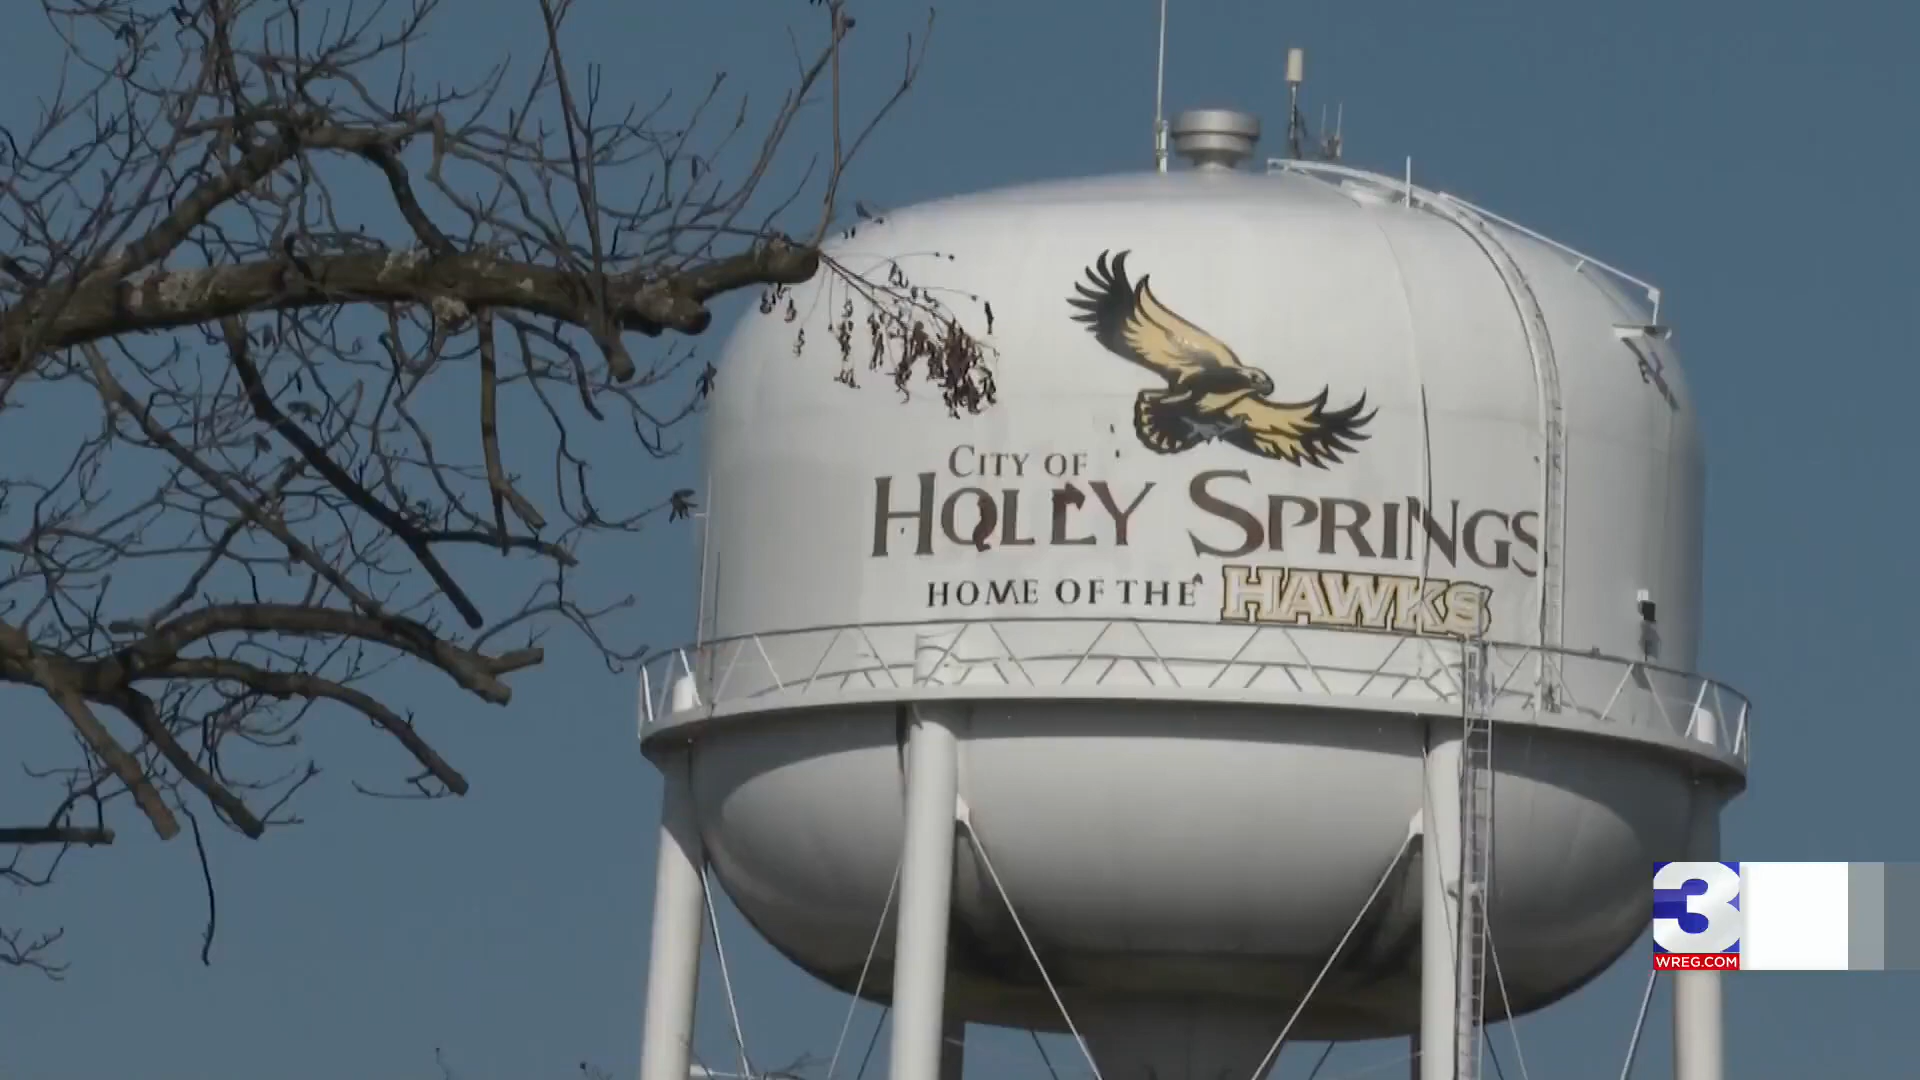 CITY OF
HOLLY SPRINGS
HOME OF THE HAWKS
3
WREG.COM